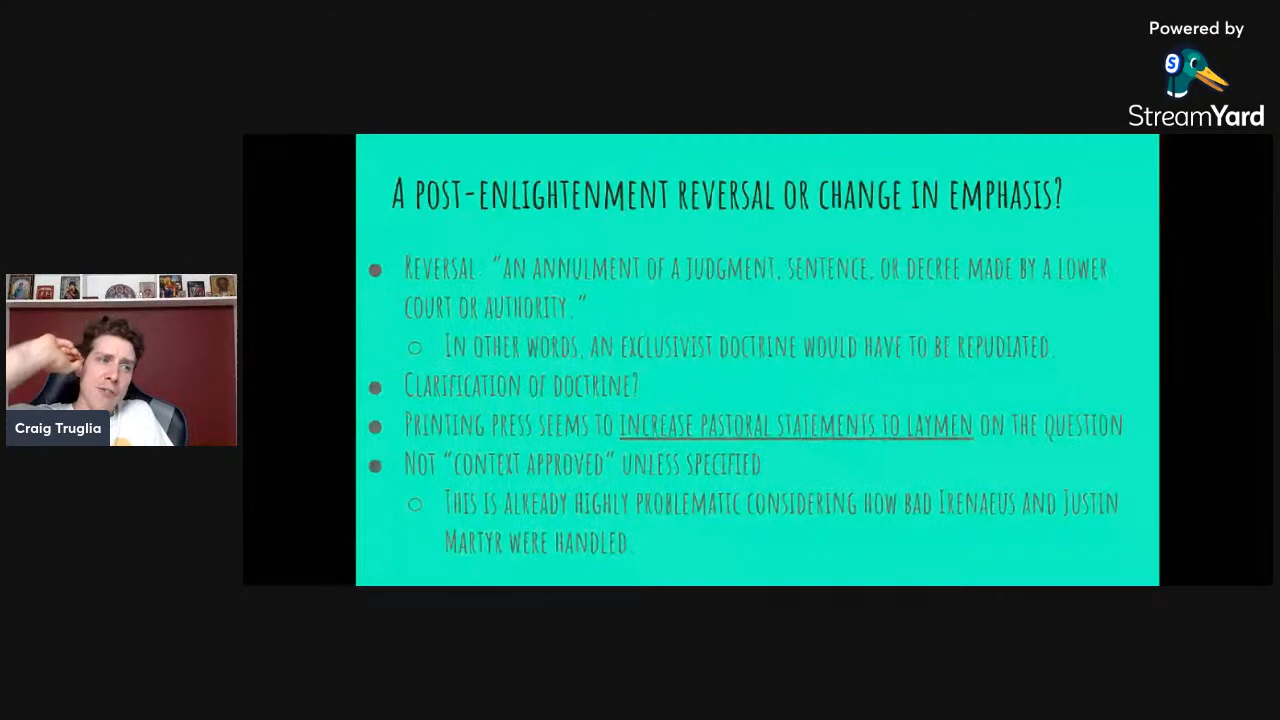 Powered by
S
StreamYard
A POST-ENLIGHTENMENT REVERSAL OR CHANGE IN EMPHASIS?
● REVERSAL: "AN ANNULMENT OF A JUDGMENT, SENTENCE, OR DECREE MADE BY A LOWER
COURT OR AUTHORITY."
○ IN OTHER WORDS, AN EXCLUSIVIST DOCTRINE WOULD HAVE TO BE REPUDIATED.
● CLARIFICATION OF DOCTRINE?
● PRINTING PRESS SEEMS TO INCREASE PASTORAL STATEMENTS TO LAYMEN ON THE QUESTION
● NOT "CONTEXT APPROVED" UNLESS SPECIFIED
○ THIS IS ALREADY HIGHLY PROBLEMATIC CONSIDERING HOW BAD IRENAEUS AND JUSTIN
MARTYR WERE HANDLED.
Craig Truglia